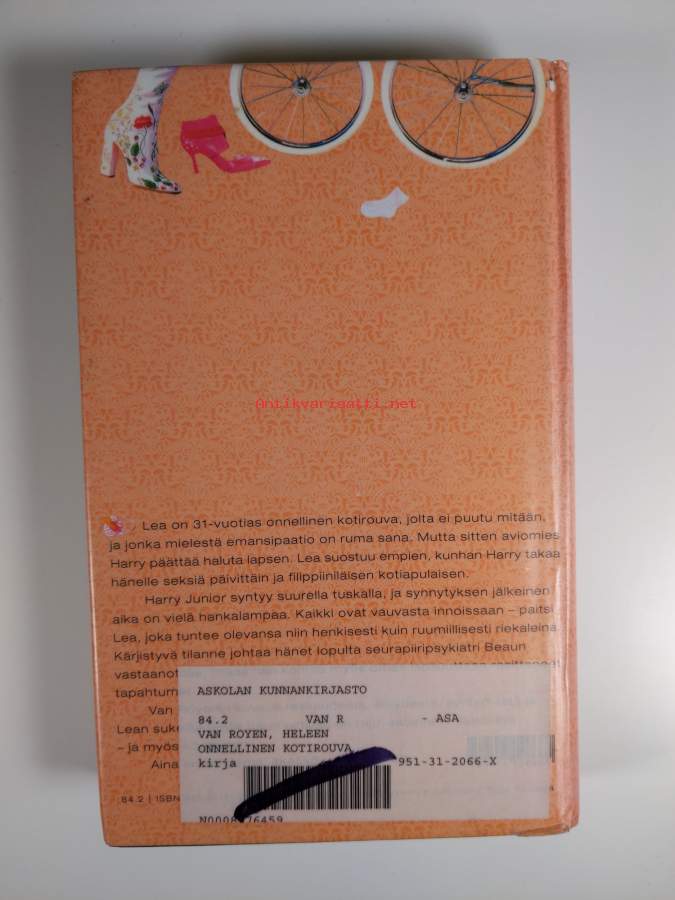 Antikvariaatti.net
Lea on 31-vuotias onnellinen kotirouva, jolta ei puutu mitään,
ja jonka mielestä emansipaatio on ruma sana. Mutta sitten aviomies
Harry päättää haluta lapsen. Lea suostuu empien, kunhan Harry takaa
hänelle seksiä päivittäin ja filippiiniläisen kotiapulaisen.
Harry Junior syntyy suurella tuskalla, ja synnytyksen jälkeinen
aika on vielä hankalampaa. Kaikki ovat vauvasta innoissaan – paitsi
Lea, joka tuntee olevansa niin henkisesti kuin ruumiillisesti riekaleina.
Kärjistyvä tilanne johtaa hänet lopulta seurapiiripsykiatri Beaun
vastaanoto
tapahtumat
Van
Lean suku
– ja myös
Aina
84.2 | ISBN
ASKOLAN KUNNANKIRJASTO
84.2 VAN R - ASA
VAN ROYEN, HELEEN
ONNELLINEN KOTIROUVA
kirja 951-31-2066-X